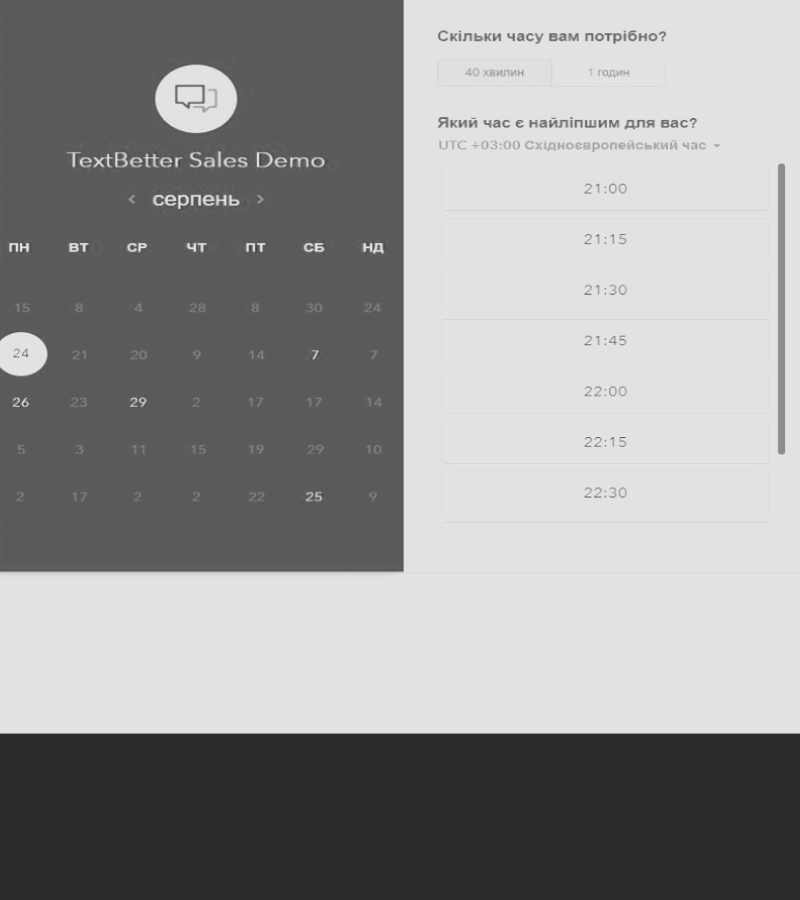 TextBetter Sales Demo
серпень
ПН ВТ СР ЧТ ПТ СБ НД
15 8 4 28 8 30 24
24 21 20 9 14 7 7
26 23 29 2 17 17 14
5 3 11 15 19 29 10
2 17 2 2 22 25 9
Скільки часу вам потрібно?
40 хвилин 1 годин
Який час є найліпшим для вас?
UTC +03:00 Східноєвропейський час
21:00
21:15
21:30
21:45
22:00
22:15
22:30